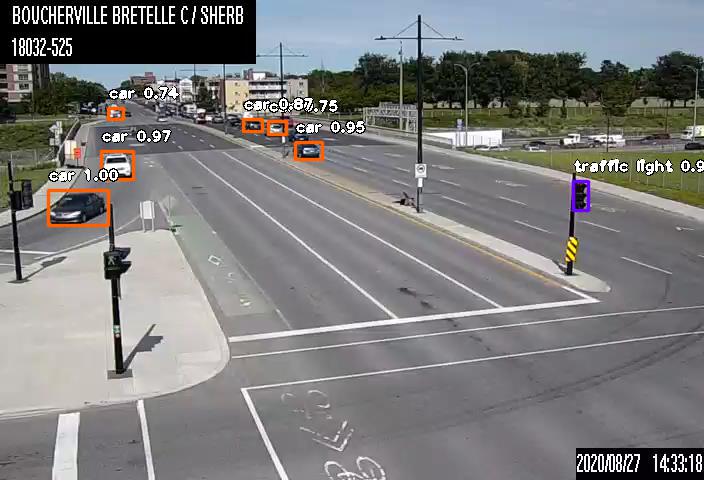 BOUCHERVILLE BRETELLE C / SHERB
18032-525
car 0.74
car 0.87
.75
car 0.97
car 0.95
car 1.00
traffic light 0.9
2020/08/27 14:33:18